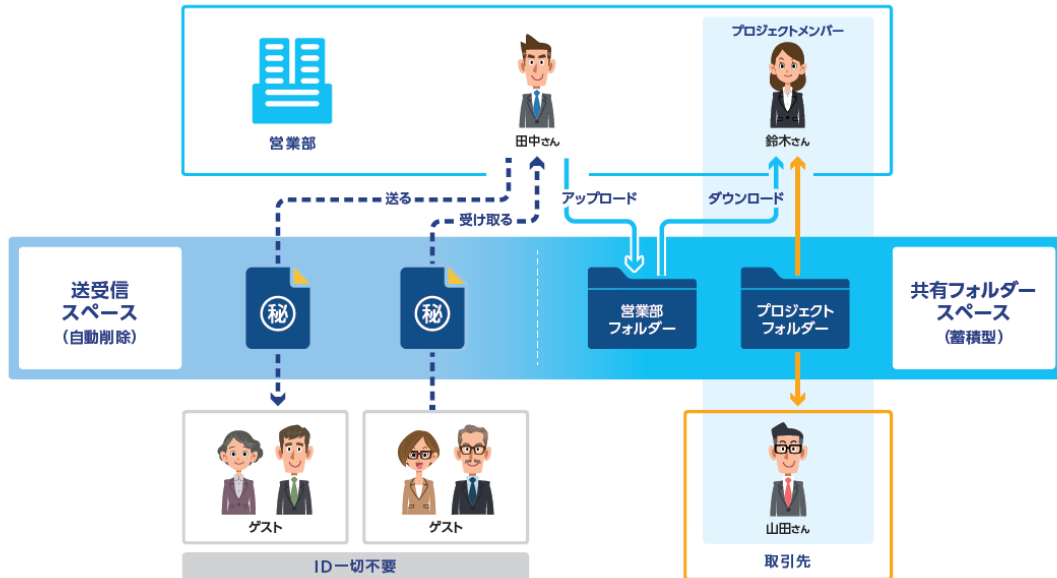 プロジェクトメンバー
営業部
田中さん
鈴木さん
送る
受け取る
アップロード
ダウンロード
送受信
スペース
(自動削除)
㊙
㊙
営業部
フォルダー
プロジェクト
フォルダー
共有フォルダー
スペース
(蓄積型)
ゲスト
ゲスト
山田さん
ID一切不要
取引先